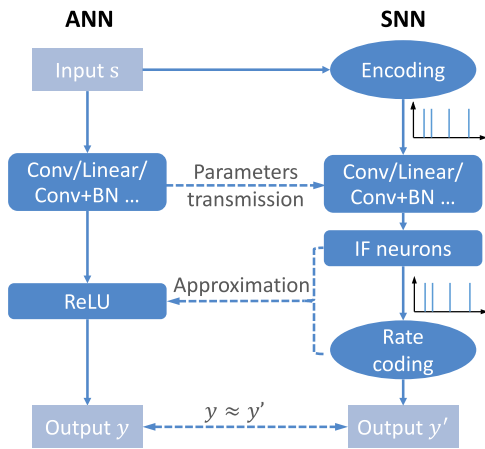 ANN
SNN
Input s
Encoding
Conv/Linear/
Conv+BN ...
Parameters
transmission
Conv/Linear/
Conv+BN ...
IF neurons
Approximation
ReLU
Rate
coding
y ≈ y’
Output y
Output y′